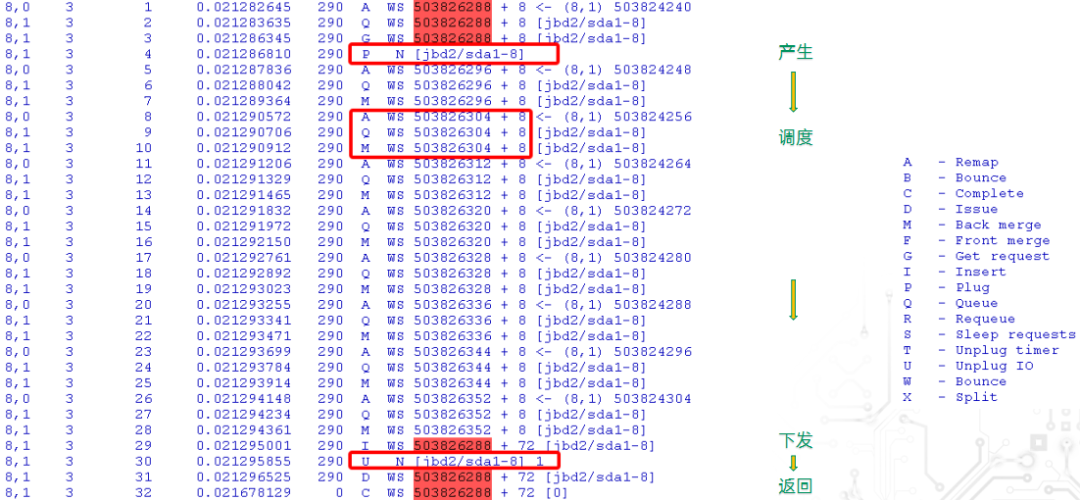 8,0 3 1 0.021282645 290 A WS 503826288 + 8 <- (8,1) 503824240
8,1 3 2 0.021283635 290 Q WS 503826288 + 8 [jbd2/sda1-8]
8,1 3 3 0.021286345 290 G WS 503826288 + 8 [jbd2/sda1-8]
8,1 3 4 0.021286810 290 P N [jbd2/sda1-8]
产生
8,0 3 5 0.021287836 290 A WS 503826296 + 8 <- (8,1) 503824248
8,1 3 6 0.021288042 290 Q WS 503826296 + 8 [jbd2/sda1-8]
8,1 3 7 0.021289364 290 M WS 503826296 + 8 [jbd2/sda1-8]
8,0 3 8 0.021290572 290 A WS 503826304 + 8 <- (8,1) 503824256
8,1 3 9 0.021290706 290 Q WS 503826304 + 8 [jbd2/sda1-8]
调度
8,1 3 10 0.021290912 290 M WS 503826304 + 8 [jbd2/sda1-8]
8,0 3 11 0.021291206 290 A WS 503826312 + 8 <- (8,1) 503824264
8,1 3 12 0.021291329 290 Q WS 503826312 + 8 [jbd2/sda1-8]
8,1 3 13 0.021291465 290 M WS 503826312 + 8 [jbd2/sda1-8]
8,0 3 14 0.021291832 290 A WS 503826320 + 8 <- (8,1) 503824272
8,1 3 15 0.021291972 290 Q WS 503826320 + 8 [jbd2/sda1-8]
8,1 3 16 0.021292150 290 M WS 503826320 + 8 [jbd2/sda1-8]
8,0 3 17 0.021292761 290 A WS 503826328 + 8 <- (8,1) 503824280
8,1 3 18 0.021292892 290 Q WS 503826328 + 8 [jbd2/sda1-8]
8,1 3 19 0.021293023 290 M WS 503826328 + 8 [jbd2/sda1-8]
8,0 3 20 0.021293255 290 A WS 503826336 + 8 <- (8,1) 503824288
8,1 3 21 0.021293341 290 Q WS 503826336 + 8 [jbd2/sda1-8]
8,1 3 22 0.021293471 290 M WS 503826336 + 8 [jbd2/sda1-8]
8,0 3 23 0.021293699 290 A WS 503826344 + 8 <- (8,1) 503824296
8,1 3 24 0.021293784 290 Q WS 503826344 + 8 [jbd2/sda1-8]
8,1 3 25 0.021293914 290 M WS 503826344 + 8 [jbd2/sda1-8]
8,0 3 26 0.021294148 290 A WS 503826352 + 8 <- (8,1) 503824304
8,1 3 27 0.021294234 290 Q WS 503826352 + 8 [jbd2/sda1-8]
8,1 3 28 0.021294361 290 M WS 503826352 + 8 [jbd2/sda1-8]
8,1 3 29 0.021295001 290 I WS 503826288 + 72 [jbd2/sda1-8]
下发
8,1 3 30 0.021295855 290 U N [jbd2/sda1-8] 1
8,1 3 31 0.021296525 290 D WS 503826288 + 72 [jbd2/sda1-8]
返回
8,1 3 32 0.021678129 0 C WS 503826288 + 72 [0]
A - Remap
B - Bounce
C - Complete
D - Issue
M - Back merge
F - Front merge
G - Get request
I - Insert
P - Plug
Q - Queue
R - Requeue
S - Sleep requests
T - Unplug timer
U - Unplug IO
W - Bounce
X - Split